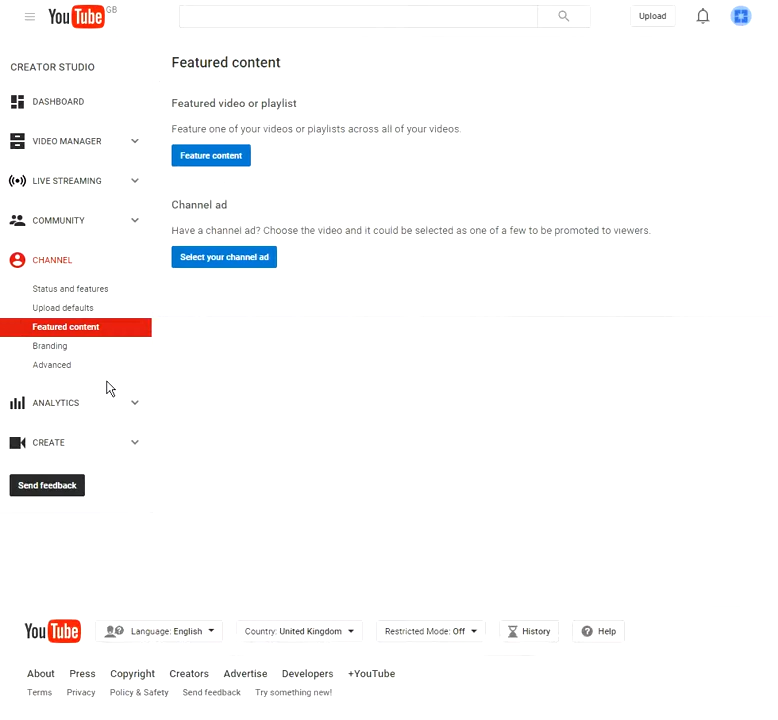 YouTube GB
Upload
CREATOR STUDIO
DASHBOARD
VIDEO MANAGER
LIVE STREAMING
COMMUNITY
CHANNEL
Status and features
Upload defaults
Featured content
Branding
Advanced
ANALYTICS
CREATE
Send feedback
Featured content
Featured video or playlist
Feature one of your videos or playlists across all of your videos.
Feature content
Channel ad
Have a channel ad? Choose the video and it could be selected as one of a few to be promoted to viewers.
Select your channel ad
YouTube Language: English Country: United Kingdom Restricted Mode: Off History Help
About Press Copyright Creators Advertise Developers +YouTube
Terms Privacy Policy & Safety Send feedback Try something new!